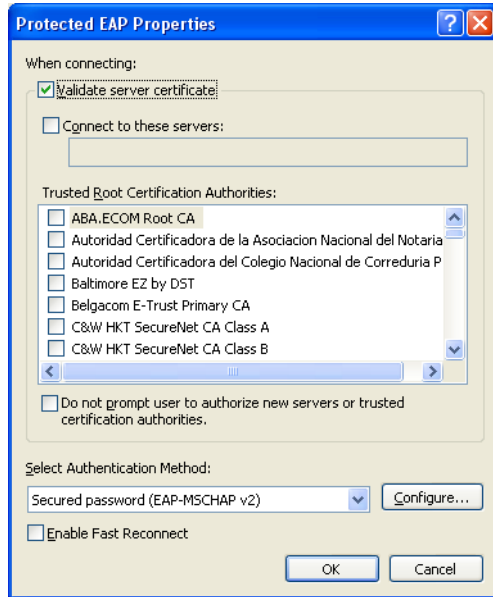 Protected EAP Properties
When connecting:
Validate server certificate
Connect to these servers:
Trusted Root Certification Authorities:
ABA.ECOM Root CA
Autoridad Certificadora de la Asociacion Nacional del Notaria
Autoridad Certificadora del Colegio Nacional de Correduria P
Baltimore EZ by DST
Belgacom E-Trust Primary CA
C&W HKT SecureNet CA Class A
C&W HKT SecureNet CA Class B
Do not prompt user to authorize new servers or trusted
certification authorities.
Select Authentication Method:
Secured password (EAP-MSCHAP v2)
Configure...
Enable Fast Reconnect
OK Cancel